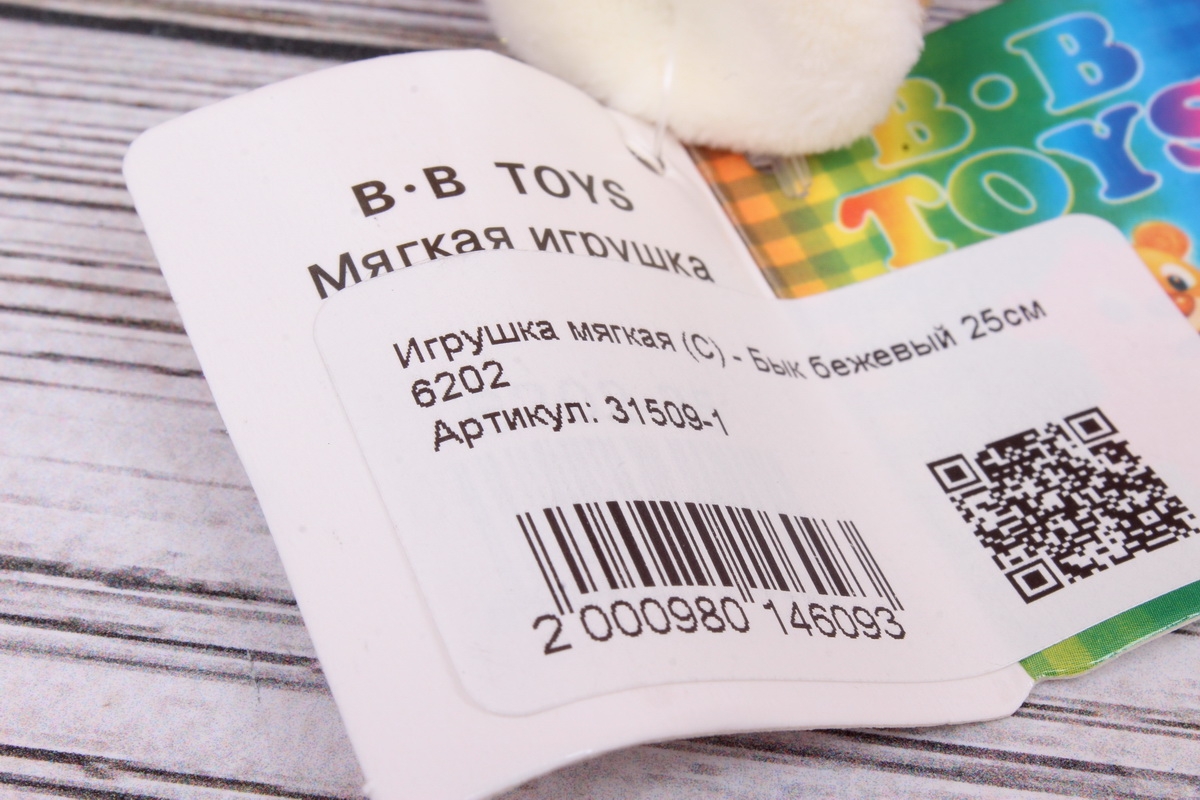 B·B TOYS
Мягкая игрушка
Игрушка мягкая (С) - Бык бежевый 25см
6202
Артикул: 31509-1
2 000980 146093
B·B
TOYS